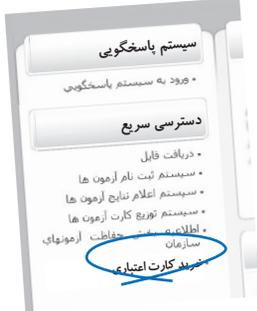 سیستم پاسخگویی
• ورود به سیستم پاسخگویی
دسترسی سریع
• دریافت فایل
• سیستم ثبت نام آزمون ها
• سیستم اعلام نتایج آزمون ها
• سیستم توزیع کارت آزمون ها
• اطلاعیه بخش حفاظت آزمونهای
سازمان
خرید کارت اعتباری